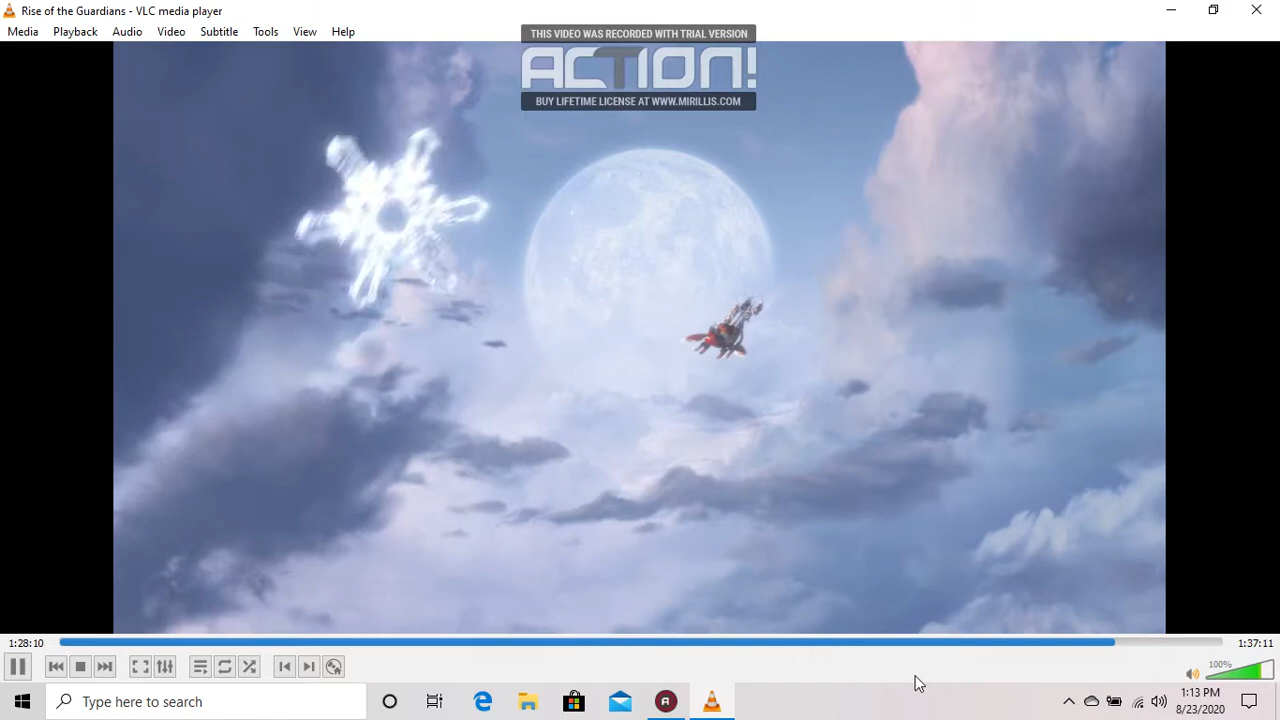 Rise of the Guardians - VLC media player
Media Playback Audio Video Subtitle Tools View Help
THIS VIDEO WAS RECORDED WITH TRIAL VERSION
ACTION!
BUY LIFETIME LICENSE AT WWW.MIRILLIS.COM
1:28:10
1:37:11
100%
Type here to search
1:13 PM
8/23/2020